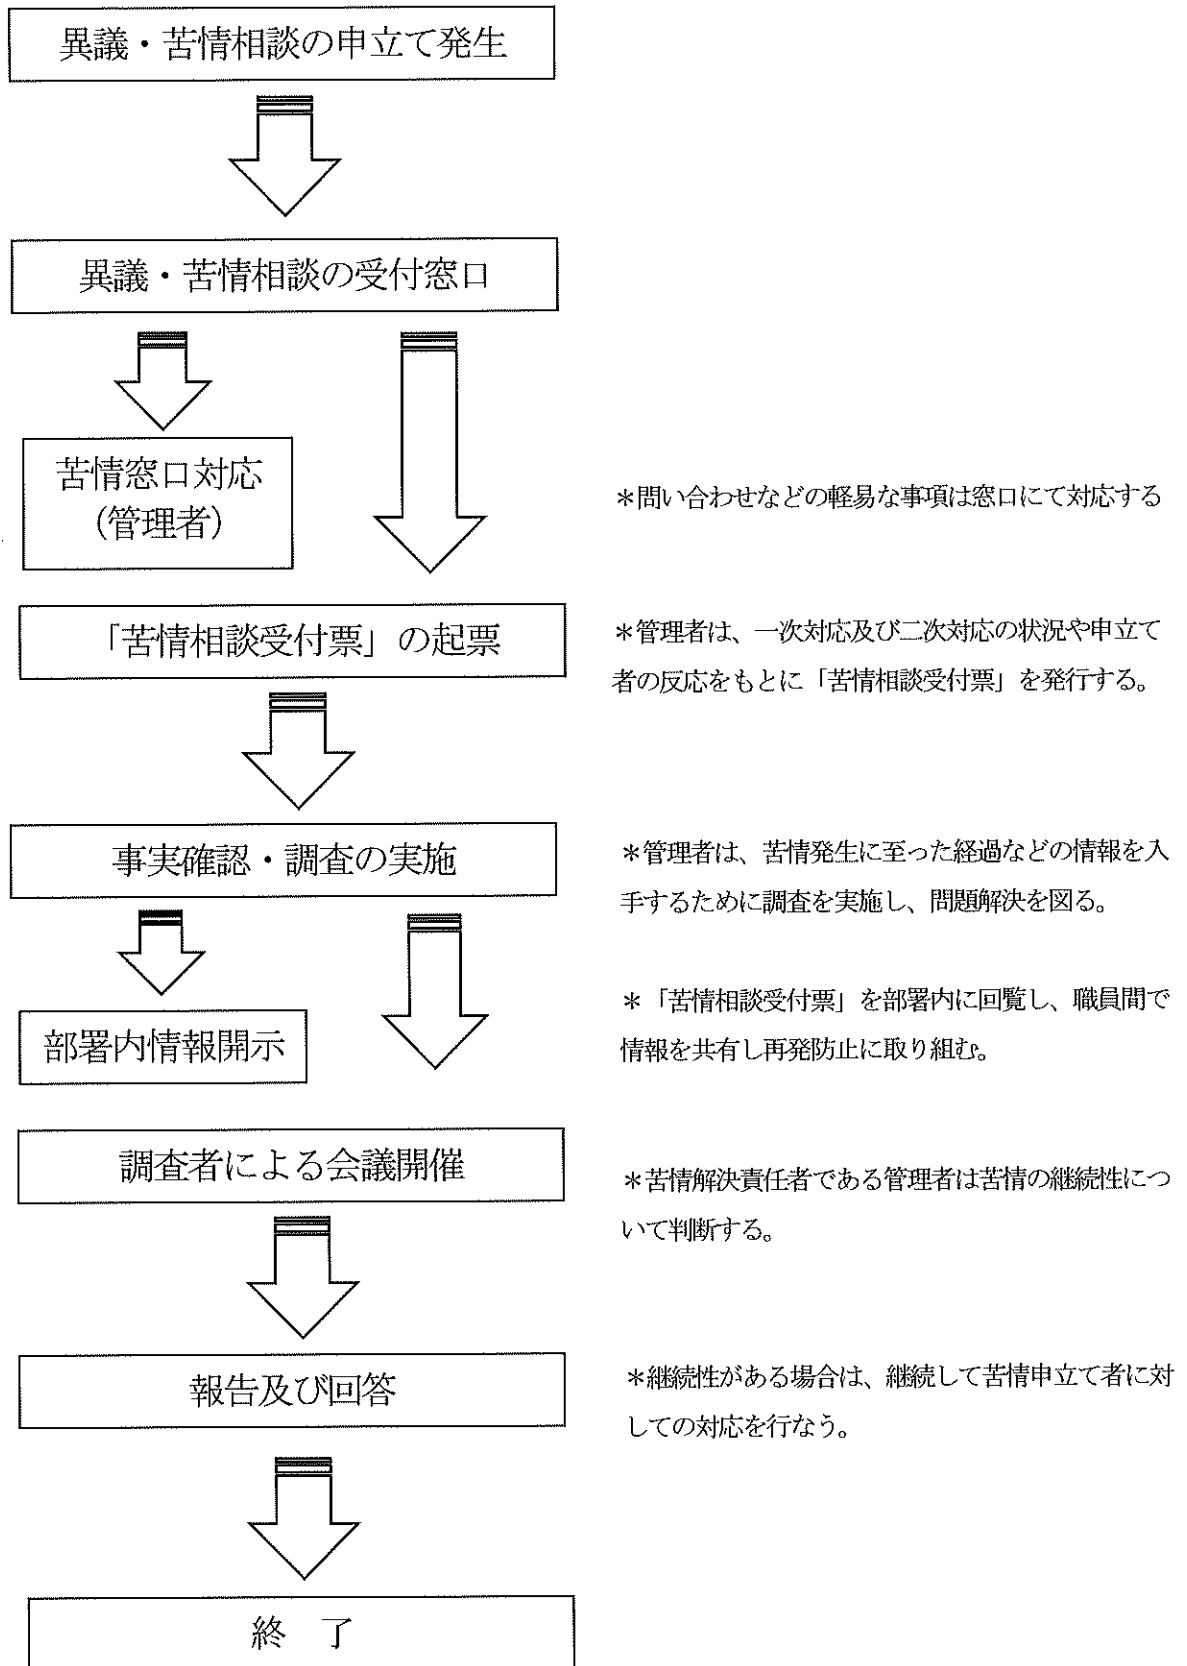 異議・苦情相談の申立て発生
異議・苦情相談の受付窓口
苦情窓口対応
（管理者）
＊問い合わせなどの軽易な事項は窓口にて対応する
「苦情相談受付票」の起票
＊管理者は、一次対応及び二次対応の状況や申立て
者の反応をもとに「苦情相談受付票」を発行する。
事実確認・調査の実施
＊管理者は、苦情発生に至った経過などの情報を入
手するために調査を実施し、問題解決を図る。
部署内情報開示
＊「苦情相談受付票」を部署内に回覧し、職員間で
情報を共有し再発防止に取り組む。
調査者による会議開催
＊苦情解決責任者である管理者は苦情の継続性につ
いて判断する。
報告及び回答
＊継続性がある場合は、継続して苦情申立て者に対
しての対応を行なう。
終　了